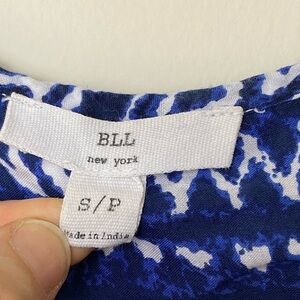 BLL
new york
S/P
Made in India